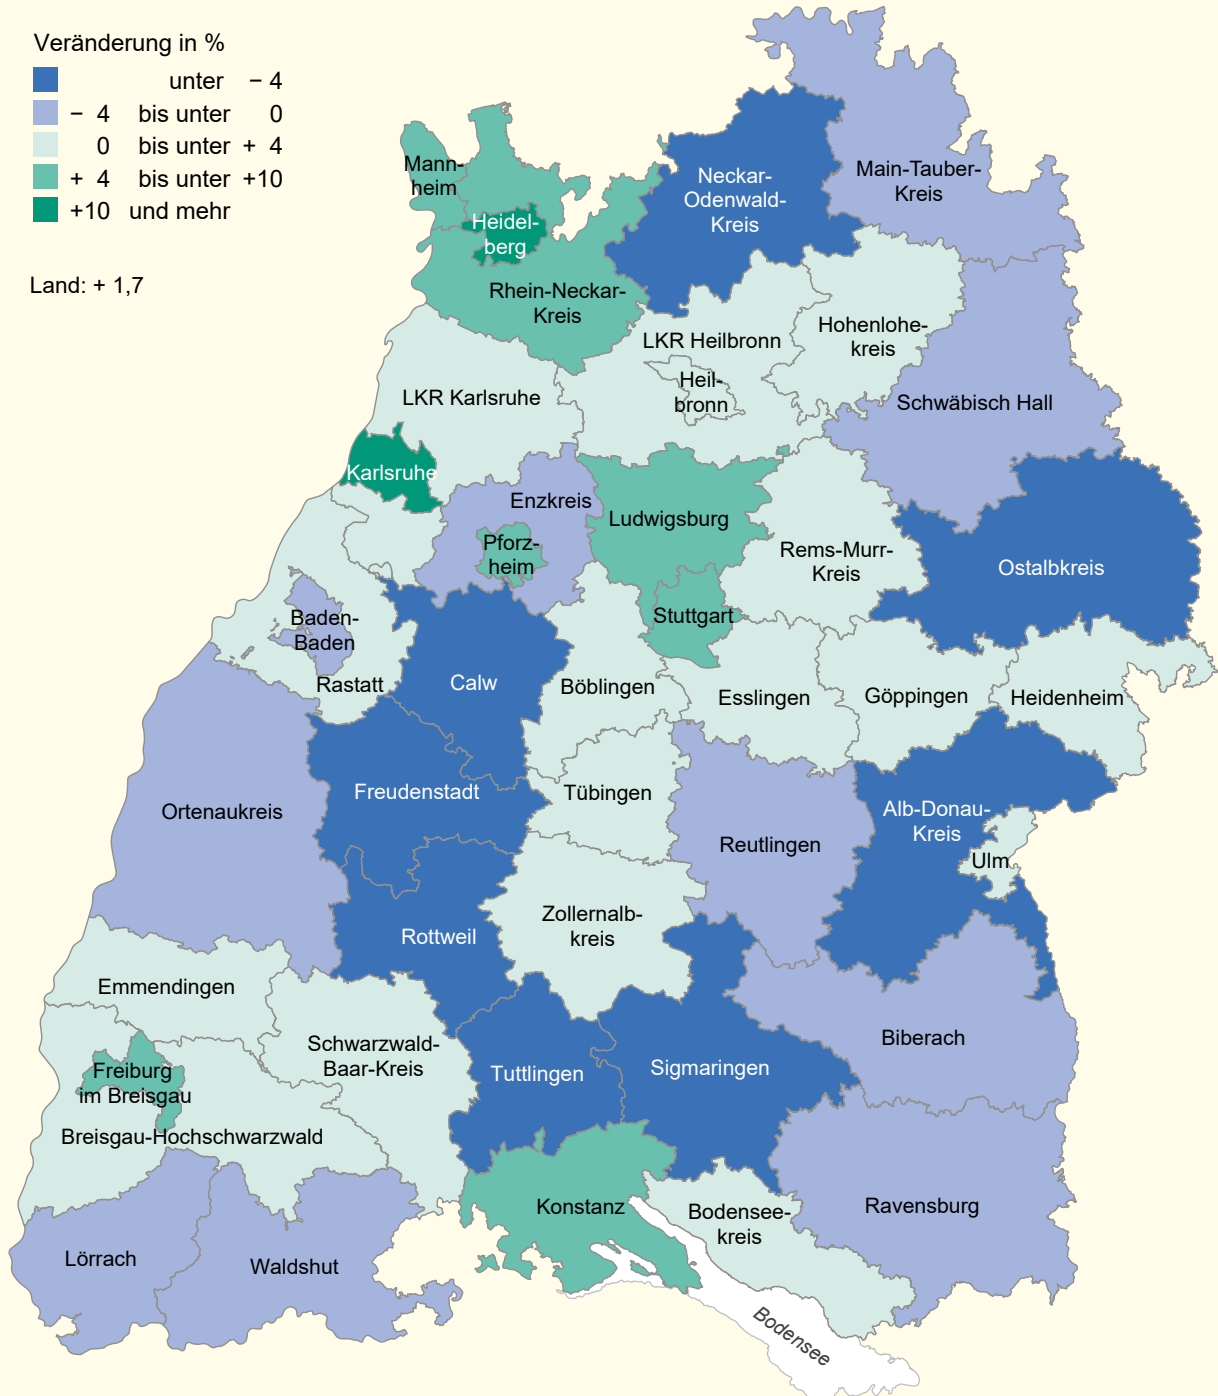 Veränderung in %
unter − 4
− 4 bis unter 0
0 bis unter + 4
+ 4 bis unter +10
+10 und mehr
Land: + 1,7
Mann-
heim
Heidel-
berg
Rhein-Neckar-
Kreis
Neckar-
Odenwald-
Kreis
Main-Tauber-
Kreis
LKR Heilbronn
Hohenlohe-
kreis
Heil-
bronn
LKR Karlsruhe
Schwäbisch Hall
Karlsruhe
Enzkreis
Ludwigsburg
Pforz-
heim
Rems-Murr-
Kreis
Ostalbkreis
Baden-
Baden
Stuttgart
Rastatt
Calw
Böblingen
Esslingen
Göppingen
Heidenheim
Freudenstadt
Tübingen
Ortenaukreis
Reutlingen
Alb-Donau-
Kreis
Ulm
Rottweil
Zollernalb-
kreis
Emmendingen
Schwarzwald-
Baar-Kreis
Biberach
Freiburg
im Breisgau
Tuttlingen
Sigmaringen
Breisgau-Hochschwarzwald
Konstanz
Bodensee-
kreis
Ravensburg
Lörrach
Waldshut
Bodensee